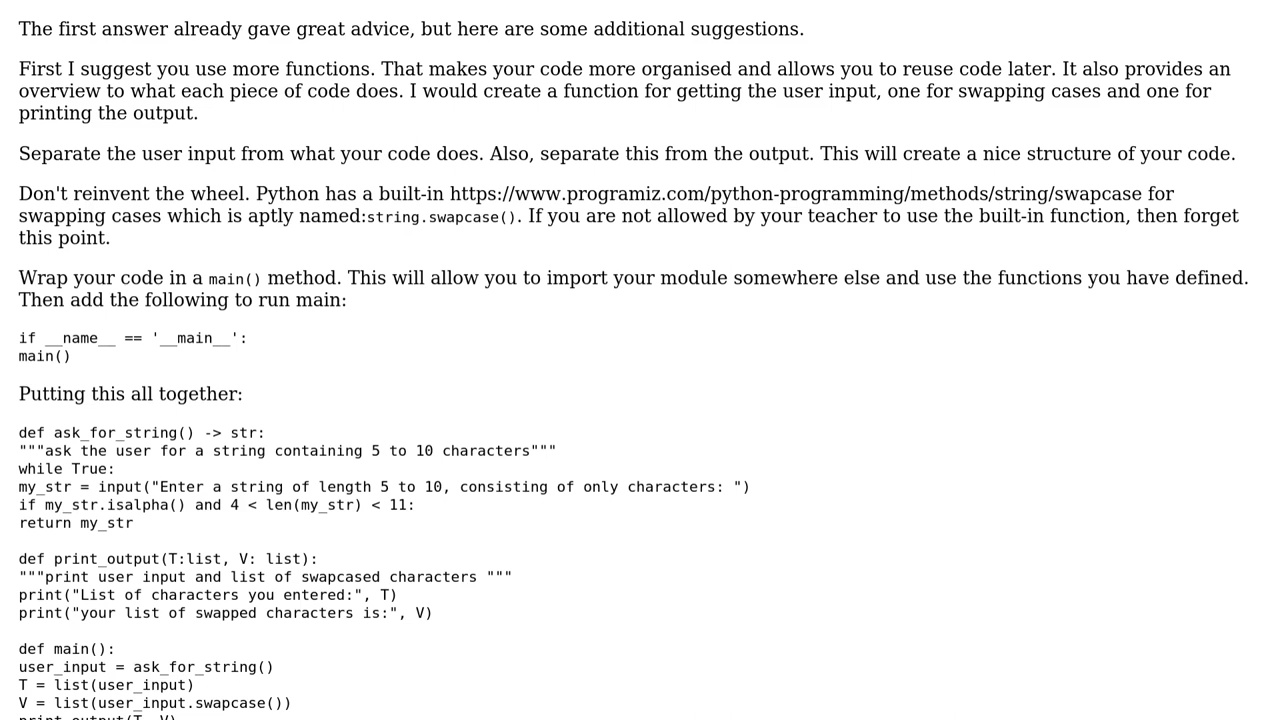 The first answer already gave great advice, but here are some additional suggestions.
First I suggest you use more functions. That makes your code more organised and allows you to reuse code later. It also provides an
overview to what each piece of code does. I would create a function for getting the user input, one for swapping cases and one for
printing the output.
Separate the user input from what your code does. Also, separate this from the output. This will create a nice structure of your code.
Don't reinvent the wheel. Python has a built-in https://www.programiz.com/python-programming/methods/string/swapcase for
swapping cases which is aptly named:string.swapcase(). If you are not allowed by your teacher to use the built-in function, then forget
this point.
Wrap your code in a main() method. This will allow you to import your module somewhere else and use the functions you have defined.
Then add the following to run main:
if __name__ == '__main__':
main()
Putting this all together:
def ask_for_string() -> str:
"""ask the user for a string containing 5 to 10 characters"""
while True:
my_str = input("Enter a string of length 5 to 10, consisting of only characters: ")
if my_str.isalpha() and 4 < len(my_str) < 11:
return my_str
def print_output(T:list, V: list):
"""print user input and list of swapcased characters """
print("List of characters you entered:", T)
print("your list of swapped characters is:", V)
def main():
user_input = ask_for_string()
T = list(user_input)
V = list(user_input.swapcase())
print_output(T, V)